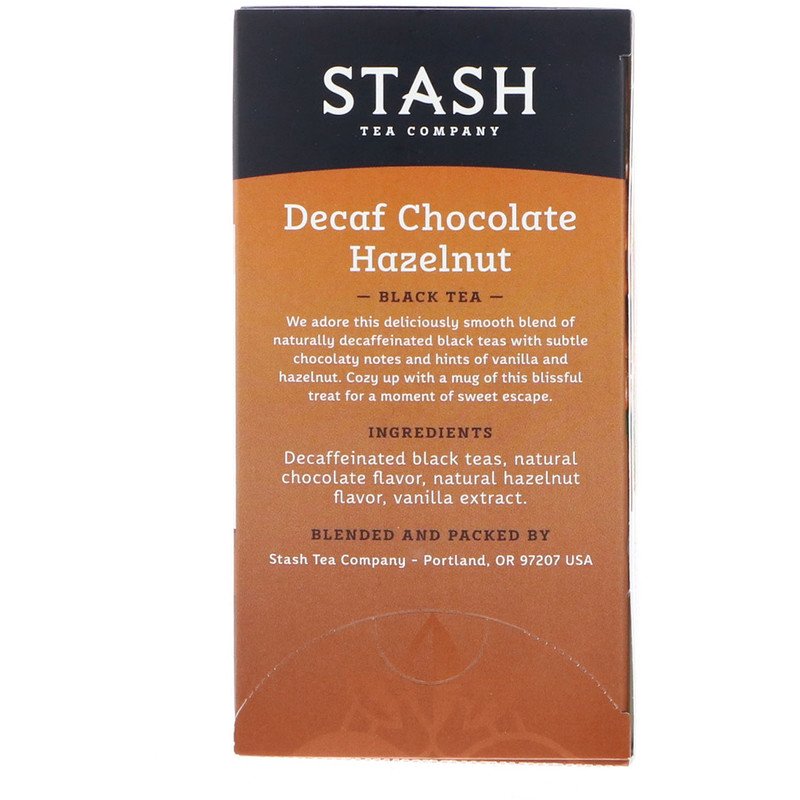 STASH
TEA COMPANY
Decaf Chocolate
Hazelnut
— BLACK TEA —
We adore this deliciously smooth blend of
naturally decaffeinated black teas with subtle
chocolaty notes and hints of vanilla and
hazelnut. Cozy up with a mug of this blissful
treat for a moment of sweet escape.
INGREDIENTS
Decaffeinated black teas, natural
chocolate flavor, natural hazelnut
flavor, vanilla extract.
BLENDED AND PACKED BY
Stash Tea Company - Portland, OR 97207 USA